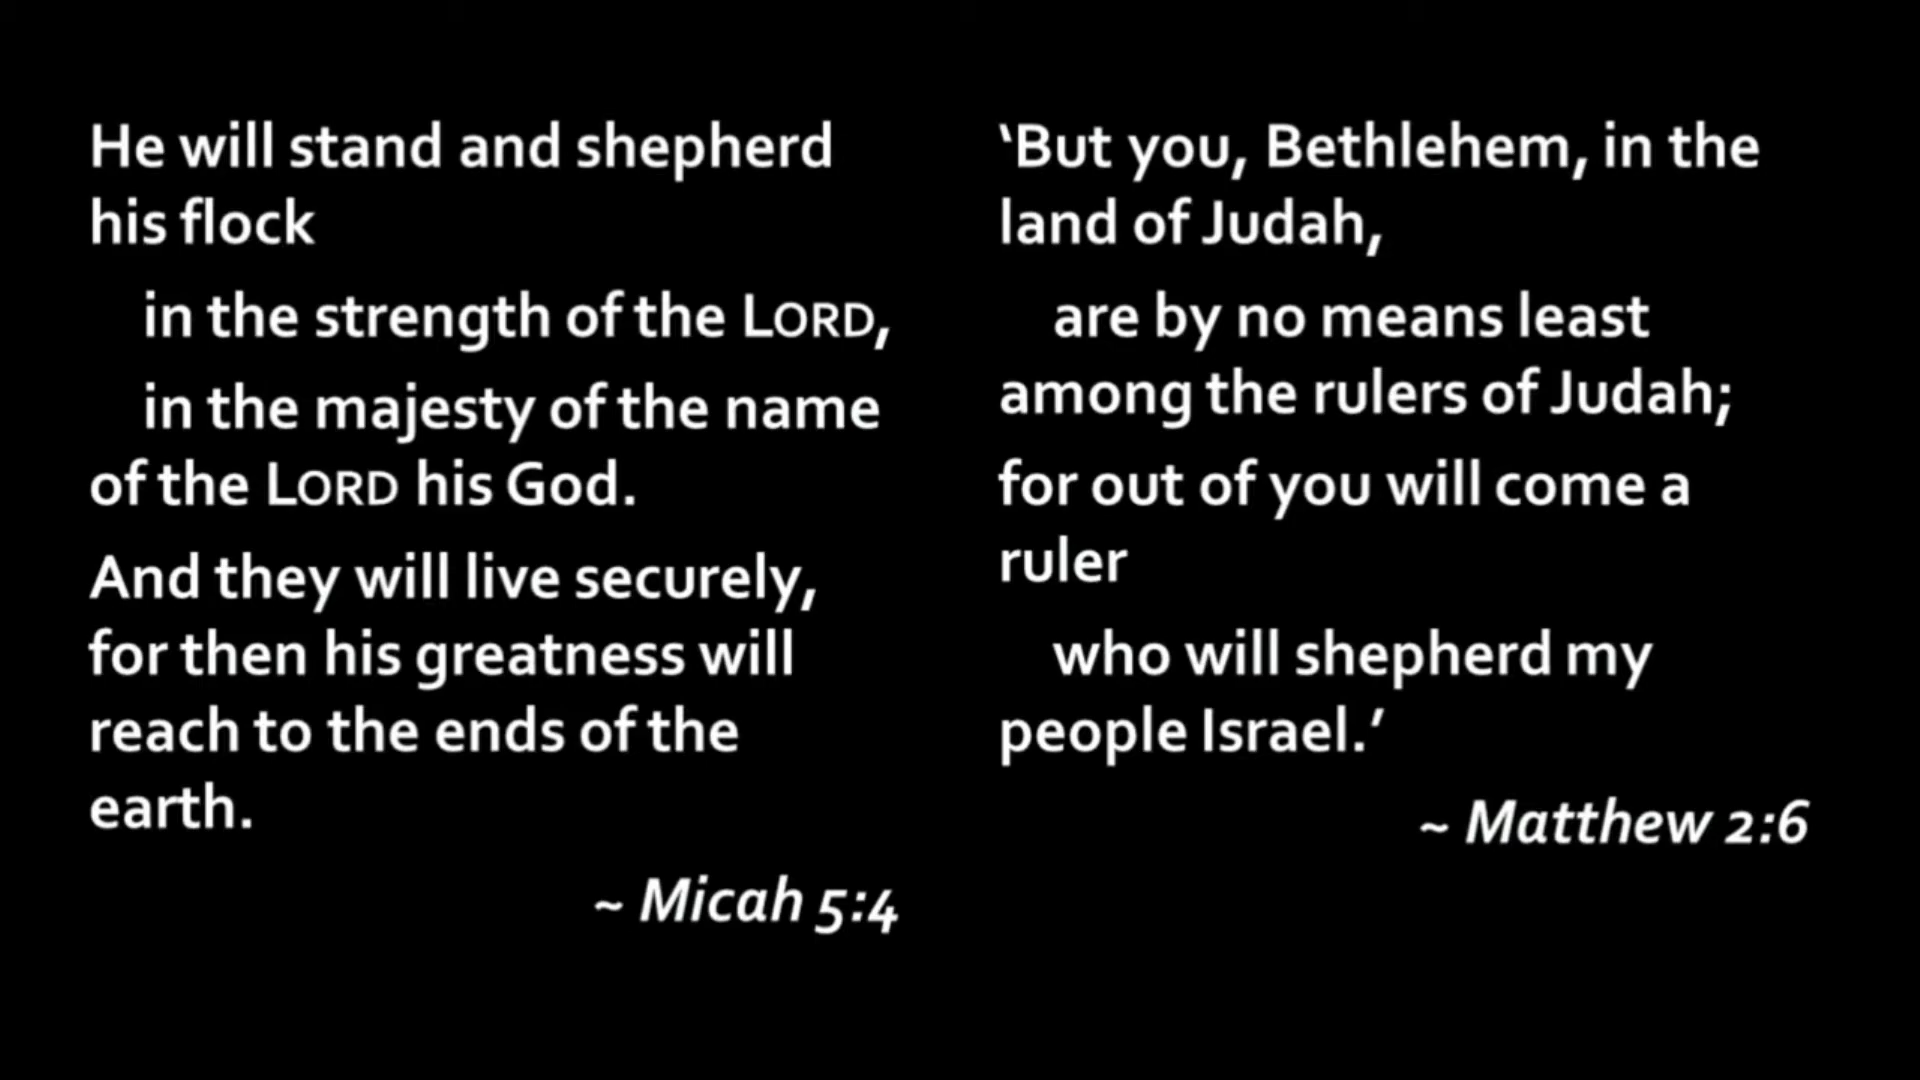 He will stand and shepherd
his flock
in the strength of the LORD,
in the majesty of the name
of the LORD his God.
And they will live securely,
for then his greatness will
reach to the ends of the
earth.
~ Micah 5:4
‘But you, Bethlehem, in the
land of Judah,
are by no means least
among the rulers of Judah;
for out of you will come a
ruler
who will shepherd my
people Israel.’
~ Matthew 2:6